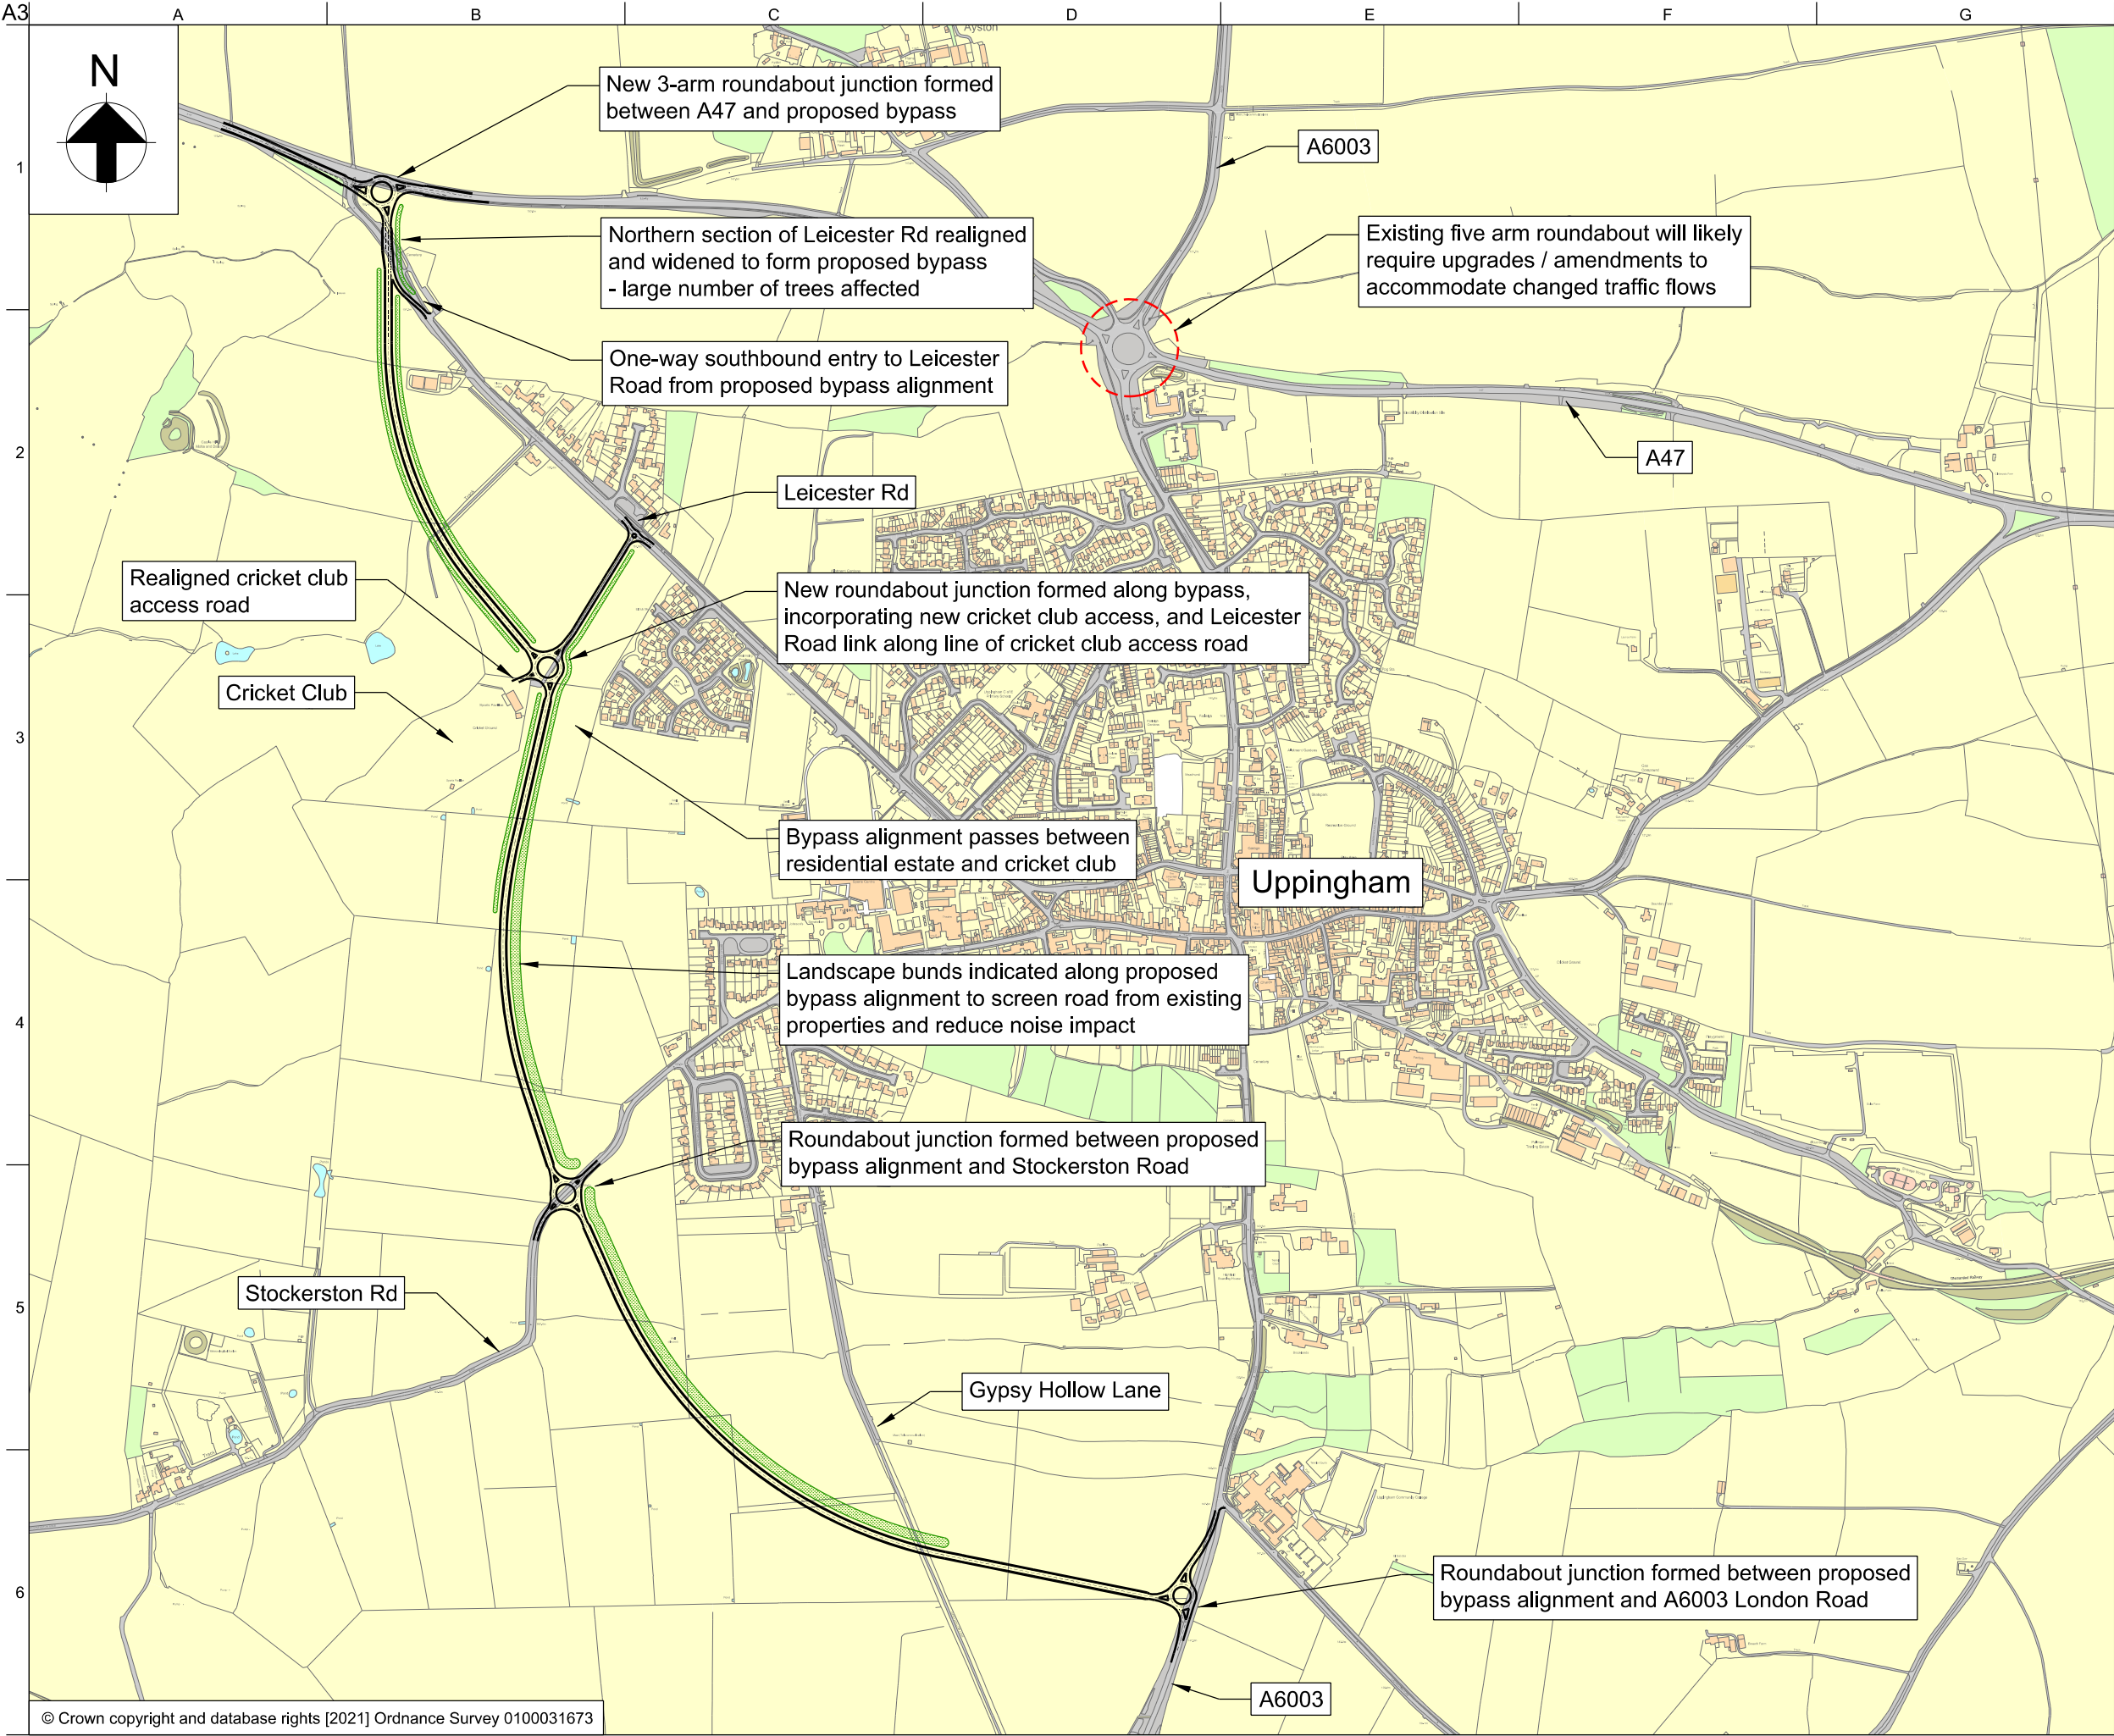 A3
A B C D E F G
N
Ayston
New 3-arm roundabout junction formed
between A47 and proposed bypass
A6003
1
Northern section of Leicester Rd realigned
and widened to form proposed bypass
- large number of trees affected
Existing five arm roundabout will likely
require upgrades / amendments to
accommodate changed traffic flows
One-way southbound entry to Leicester
Road from proposed bypass alignment
2
A47
Leicester Rd
Realigned cricket club
access road
New roundabout junction formed along bypass,
incorporating new cricket club access, and Leicester
Road link along line of cricket club access road
Cricket Club
3
Bypass alignment passes between
residential estate and cricket club
Uppingham
Landscape bunds indicated along proposed
bypass alignment to screen road from existing
properties and reduce noise impact
4
Roundabout junction formed between proposed
bypass alignment and Stockerston Road
Stockerston Rd
5
Gypsy Hollow Lane
Roundabout junction formed between proposed
bypass alignment and A6003 London Road
6
A6003
© Crown copyright and database rights [2021] Ordnance Survey 0100031673